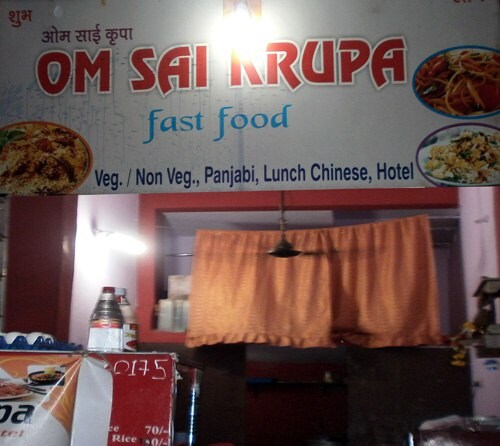 शुभ
ओम साई कृपा
OM SAI KRUPA
fast food
Veg. / Non Veg., Panjabi, Lunch Chinese, Hotel
0175
70/-
Rice